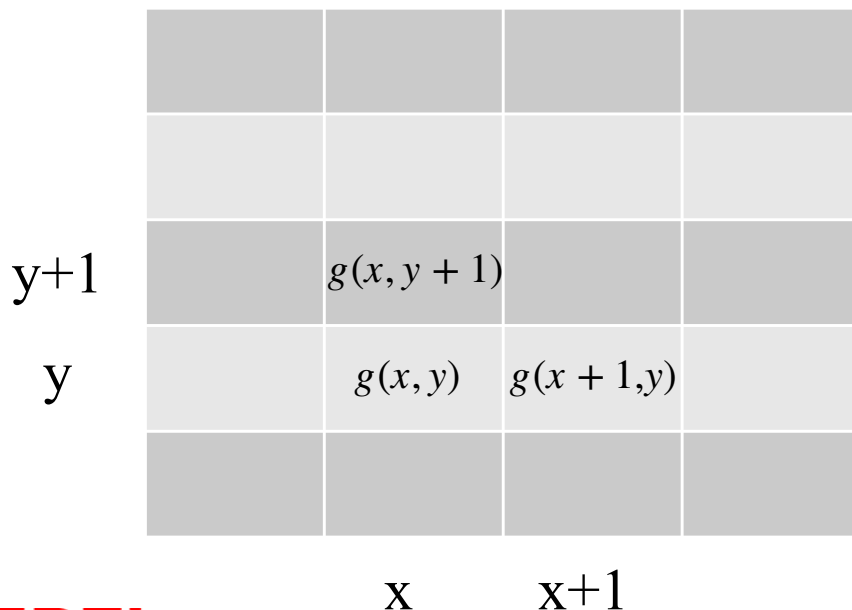 y+1 g(x, y + 1)
y g(x, y) g(x + 1,y)
x x+1